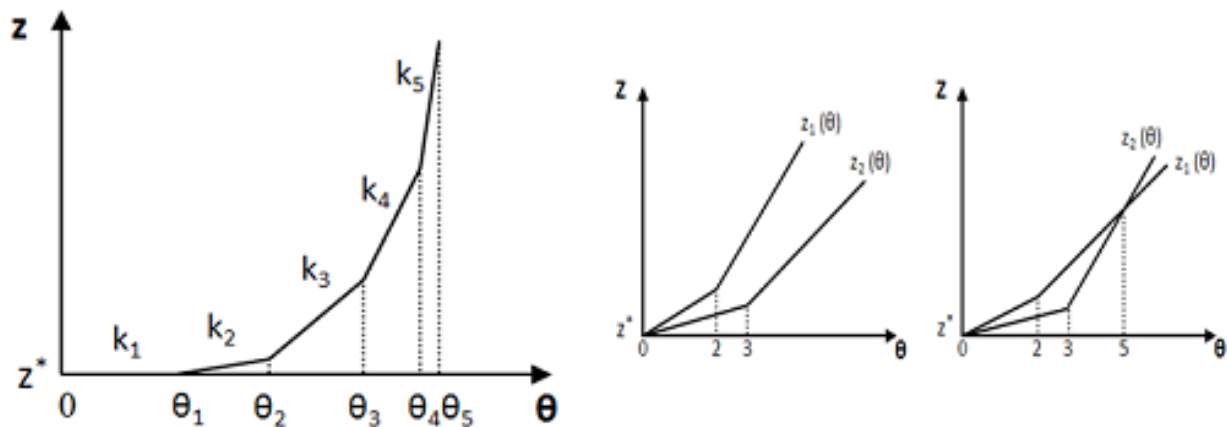 z
k₅
k₄
k₃
k₂
k₁
z*
0 θ₁ θ₂ θ₃ θ₄θ₅ θ
z
z₁(θ)
z₂(θ)
z*
0 2 3 θ
z
z₂(θ)
z₁(θ)
z*
0 2 3 5 θ